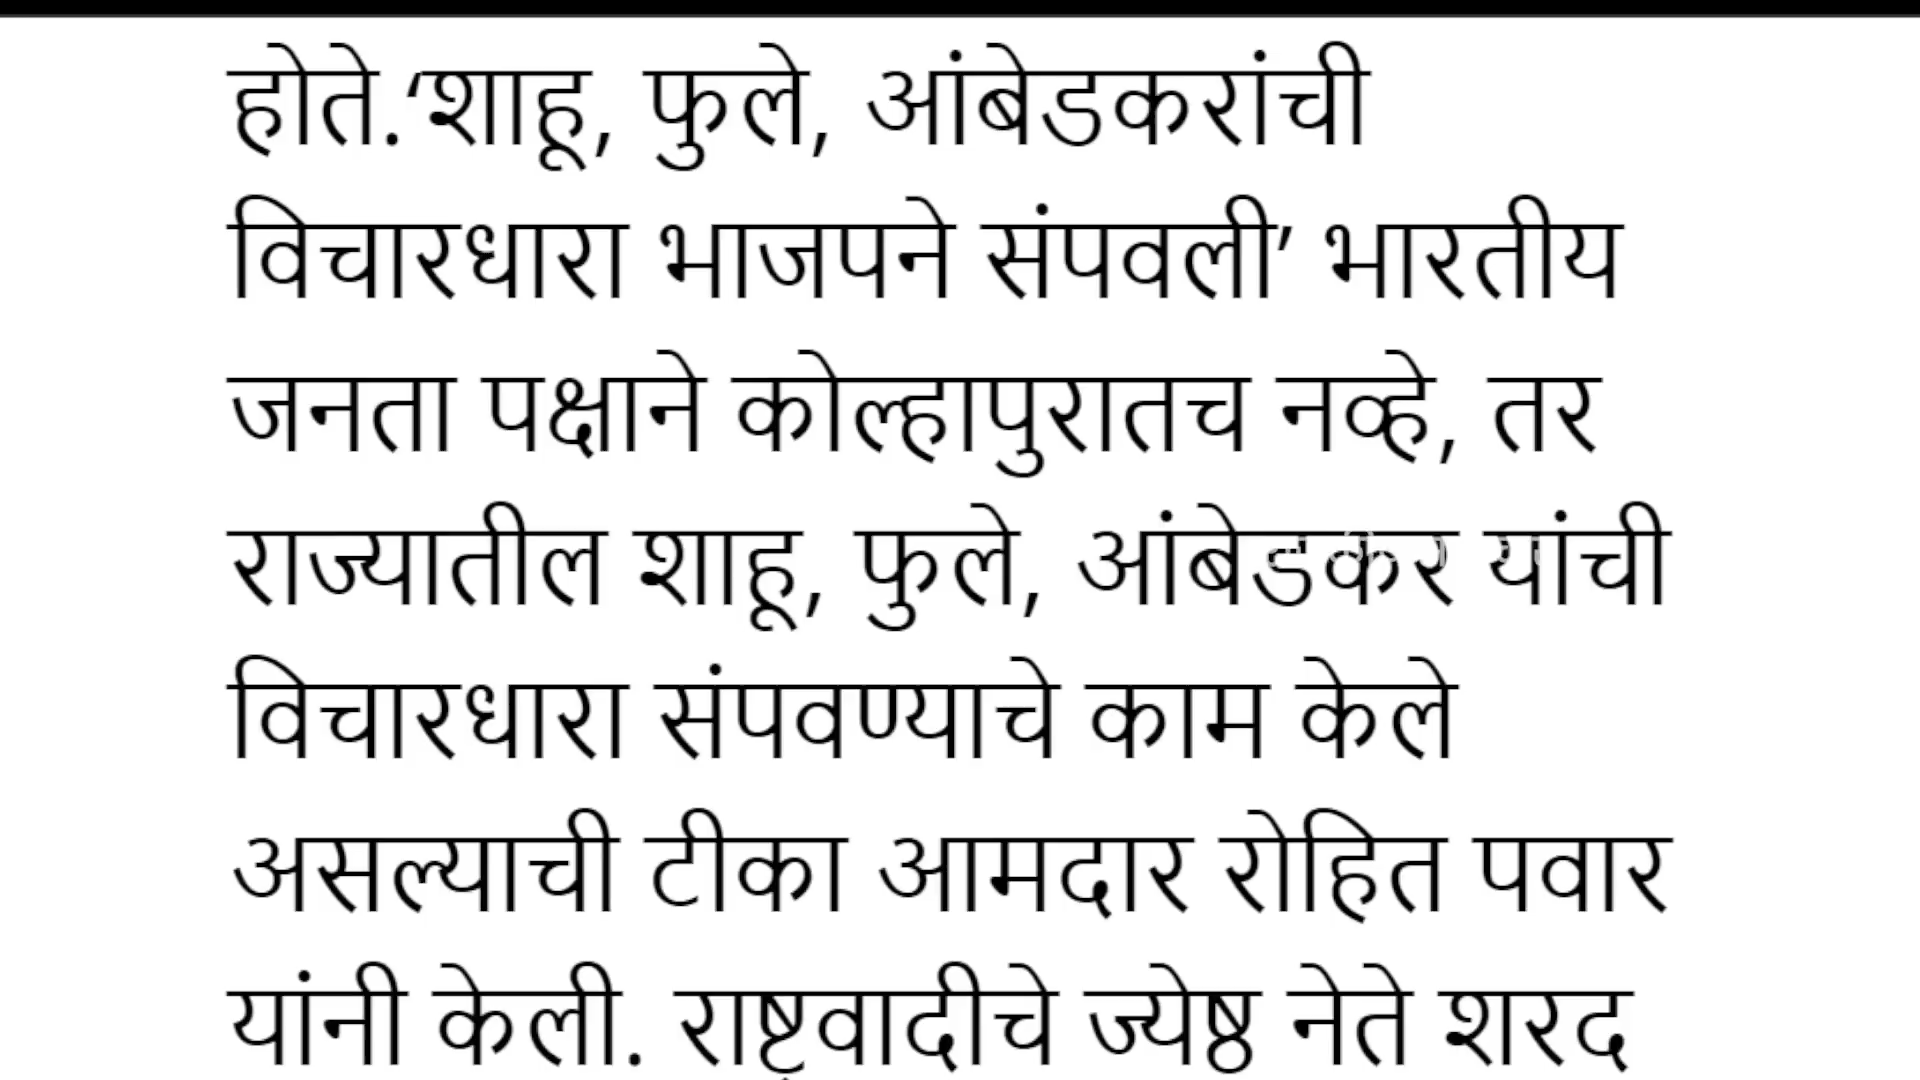 होते.‘शाहू, फुले, आंबेडकरांची
विचारधारा भाजपने संपवली’ भारतीय
जनता पक्षाने कोल्हापुरातच नव्हे, तर
राज्यातील शाहू, फुले, आंबेडकर यांची
विचारधारा संपवण्याचे काम केले
असल्याची टीका आमदार रोहित पवार
यांनी केली. राष्ट्रवादीचे ज्येष्ठ नेते शरद